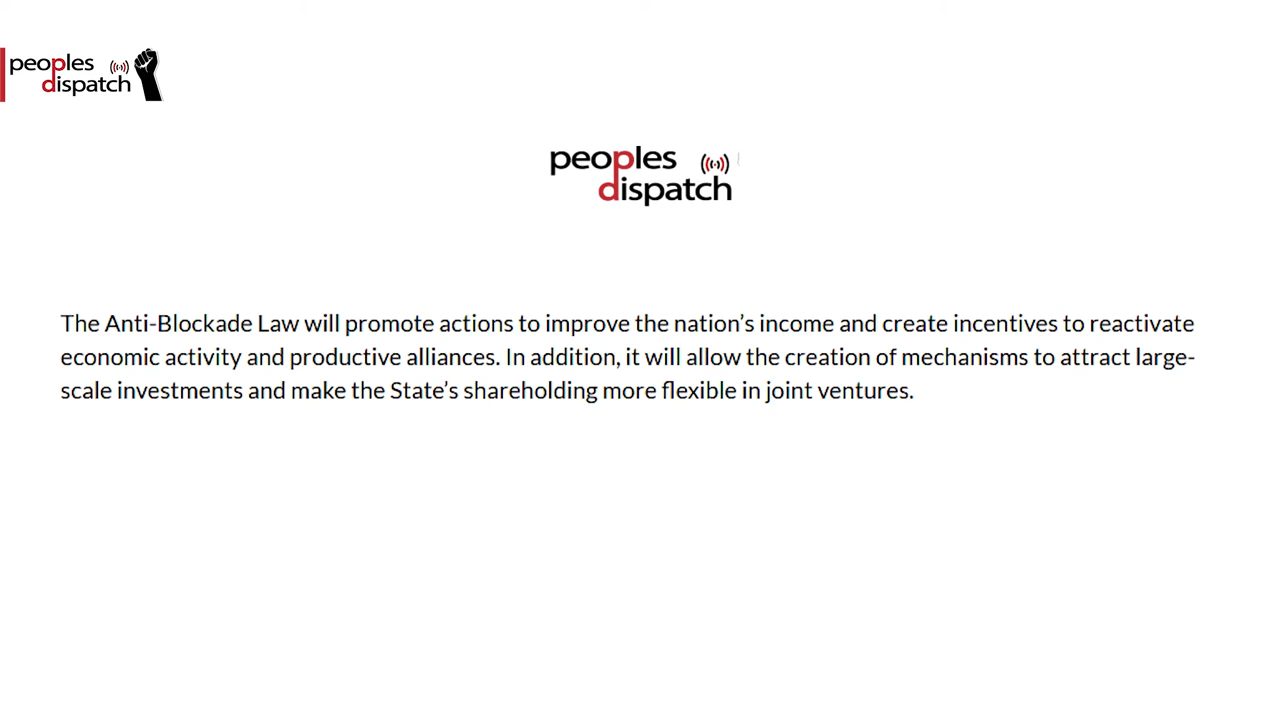 peoples
dispatch
peoples
dispatch
The Anti-Blockade Law will promote actions to improve the nation’s income and create incentives to reactivate
economic activity and productive alliances. In addition, it will allow the creation of mechanisms to attract large-
scale investments and make the State’s shareholding more flexible in joint ventures.